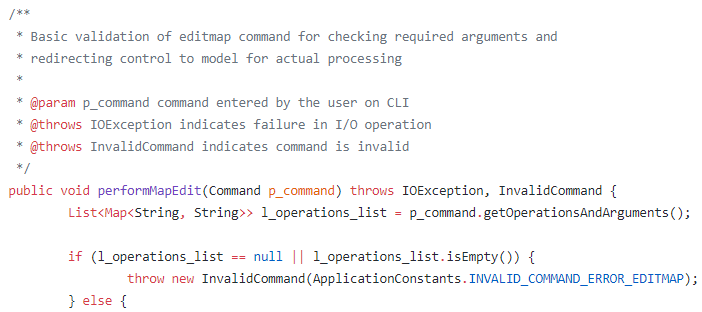 /**
 * Basic validation of editmap command for checking required arguments and
 * redirecting control to model for actual processing
 *
 * @param p_command command entered by the user on CLI
 * @throws IOException indicates failure in I/O operation
 * @throws InvalidCommand indicates command is invalid
 */
public void performMapEdit(Command p_command) throws IOException, InvalidCommand {
        List<Map<String, String>> l_operations_list = p_command.getOperationsAndArguments();

        if (l_operations_list == null || l_operations_list.isEmpty()) {
                throw new InvalidCommand(ApplicationConstants.INVALID_COMMAND_ERROR_EDITMAP);
        } else {